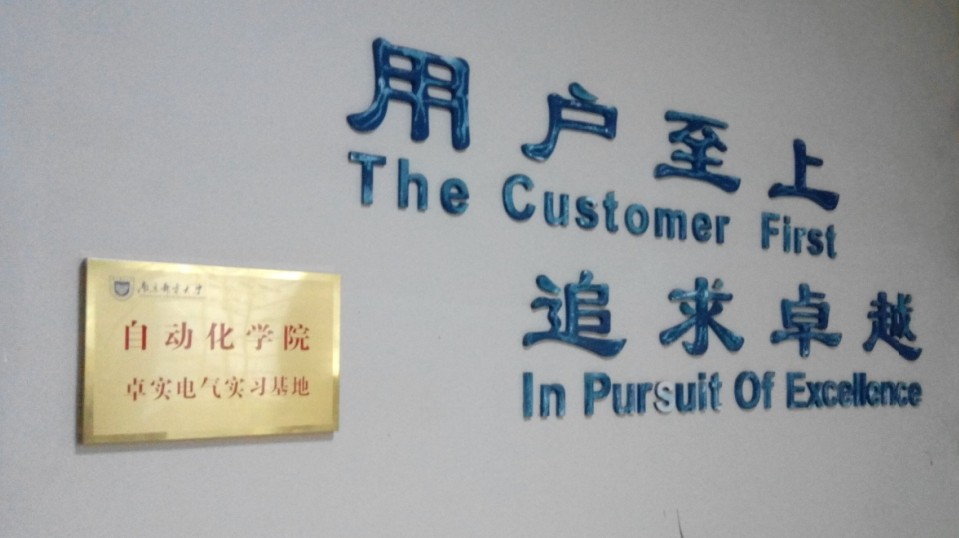 用户至上
The Customer First
追求卓越
In Pursuit Of Excellence
自动化学院
卓实电气实习基地